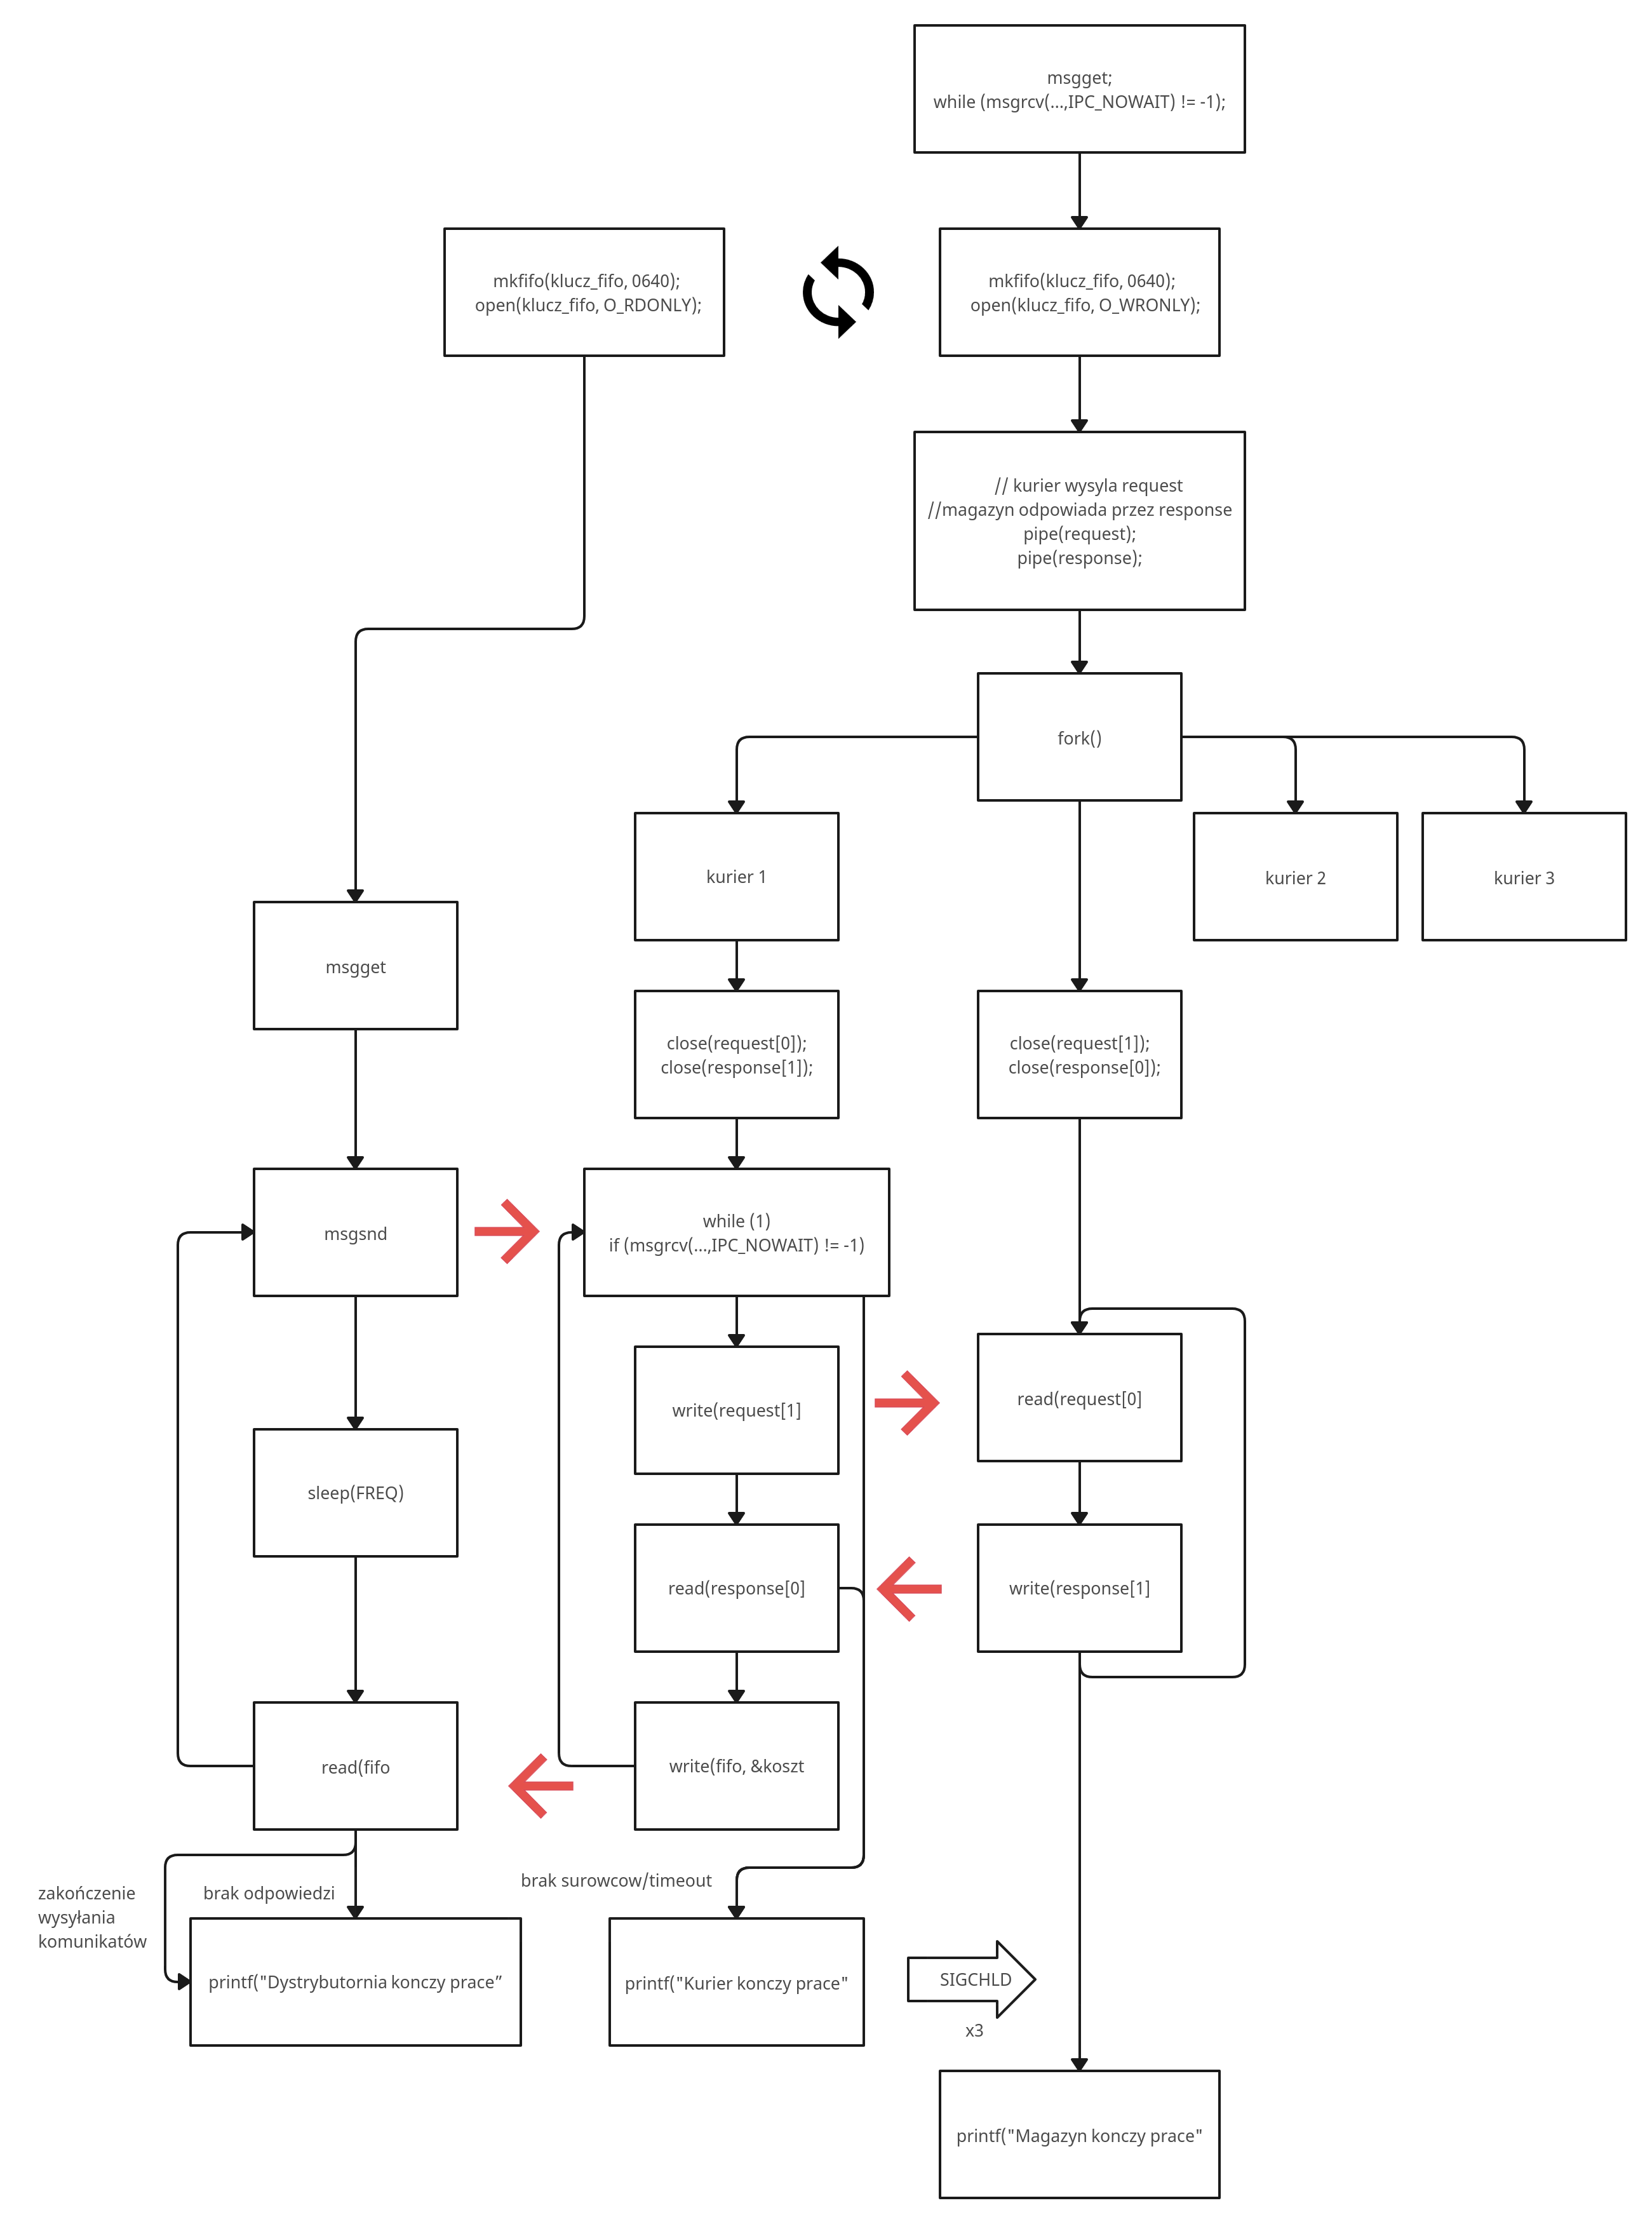 msgget;
while (msgrcv(...,IPC_NOWAIT) != -1);
mkfifo(klucz_fifo, 0640);
open(klucz_fifo, O_RDONLY);
mkfifo(klucz_fifo, 0640);
open(klucz_fifo, O_WRONLY);
// kurier wysyla request
//magazyn odpowiada przez response
pipe(request);
pipe(response);
fork()
kurier 1
kurier 2
kurier 3
msgget
close(request[0]);
close(response[1]);
close(request[1]);
close(response[0]);
msgsnd
while (1)
if (msgrcv(...,IPC_NOWAIT) != -1)
write(request[1]
read(request[0]
sleep(FREQ)
read(response[0]
write(response[1]
read(fifo
write(fifo, &koszt
zakończenie
wysyłania
komunikatów
brak odpowiedzi
brak surowcow/timeout
printf("Dystrybutornia konczy prace”
printf("Kurier konczy prace"
SIGCHLD
x3
printf("Magazyn konczy prace"